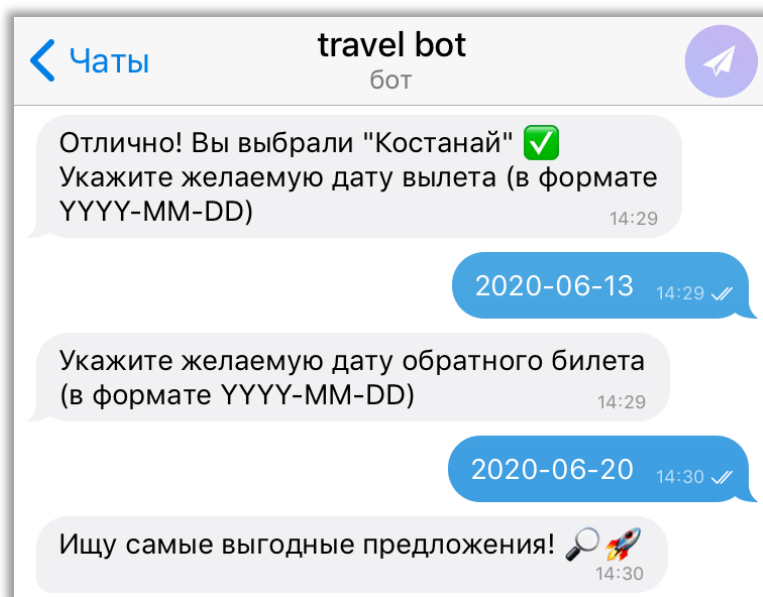 Чаты
travel bot
бот
Отлично! Вы выбрали "Костанай" ✅
Укажите желаемую дату вылета (в формате
YYYY-MM-DD)
14:29
2020-06-13
14:29
Укажите желаемую дату обратного билета
(в формате YYYY-MM-DD)
14:29
2020-06-20
14:30
Ищу самые выгодные предложения! 🔎🚀
14:30